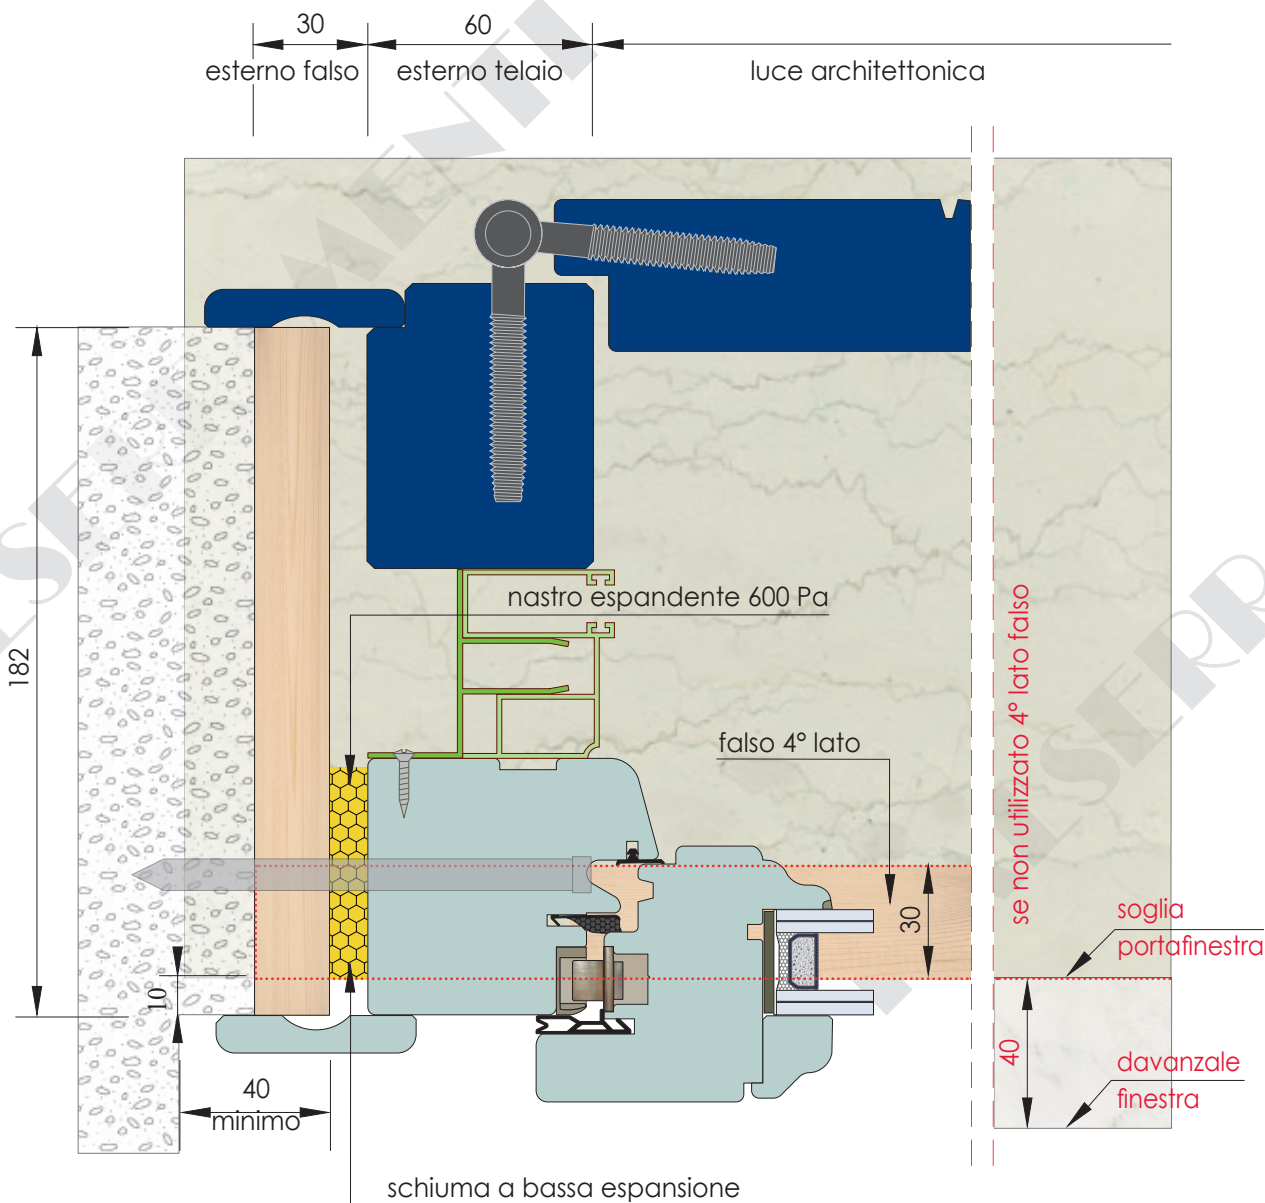 30
60
esterno falso
esterno telaio
luce architettonica
182
nastro espandente 600 Pa
falso 4° lato
se non utilizzato 4° lato falso
30
soglia
portafinestra
10
40
minimo
40
davanzale
finestra
schiuma a bassa espansione